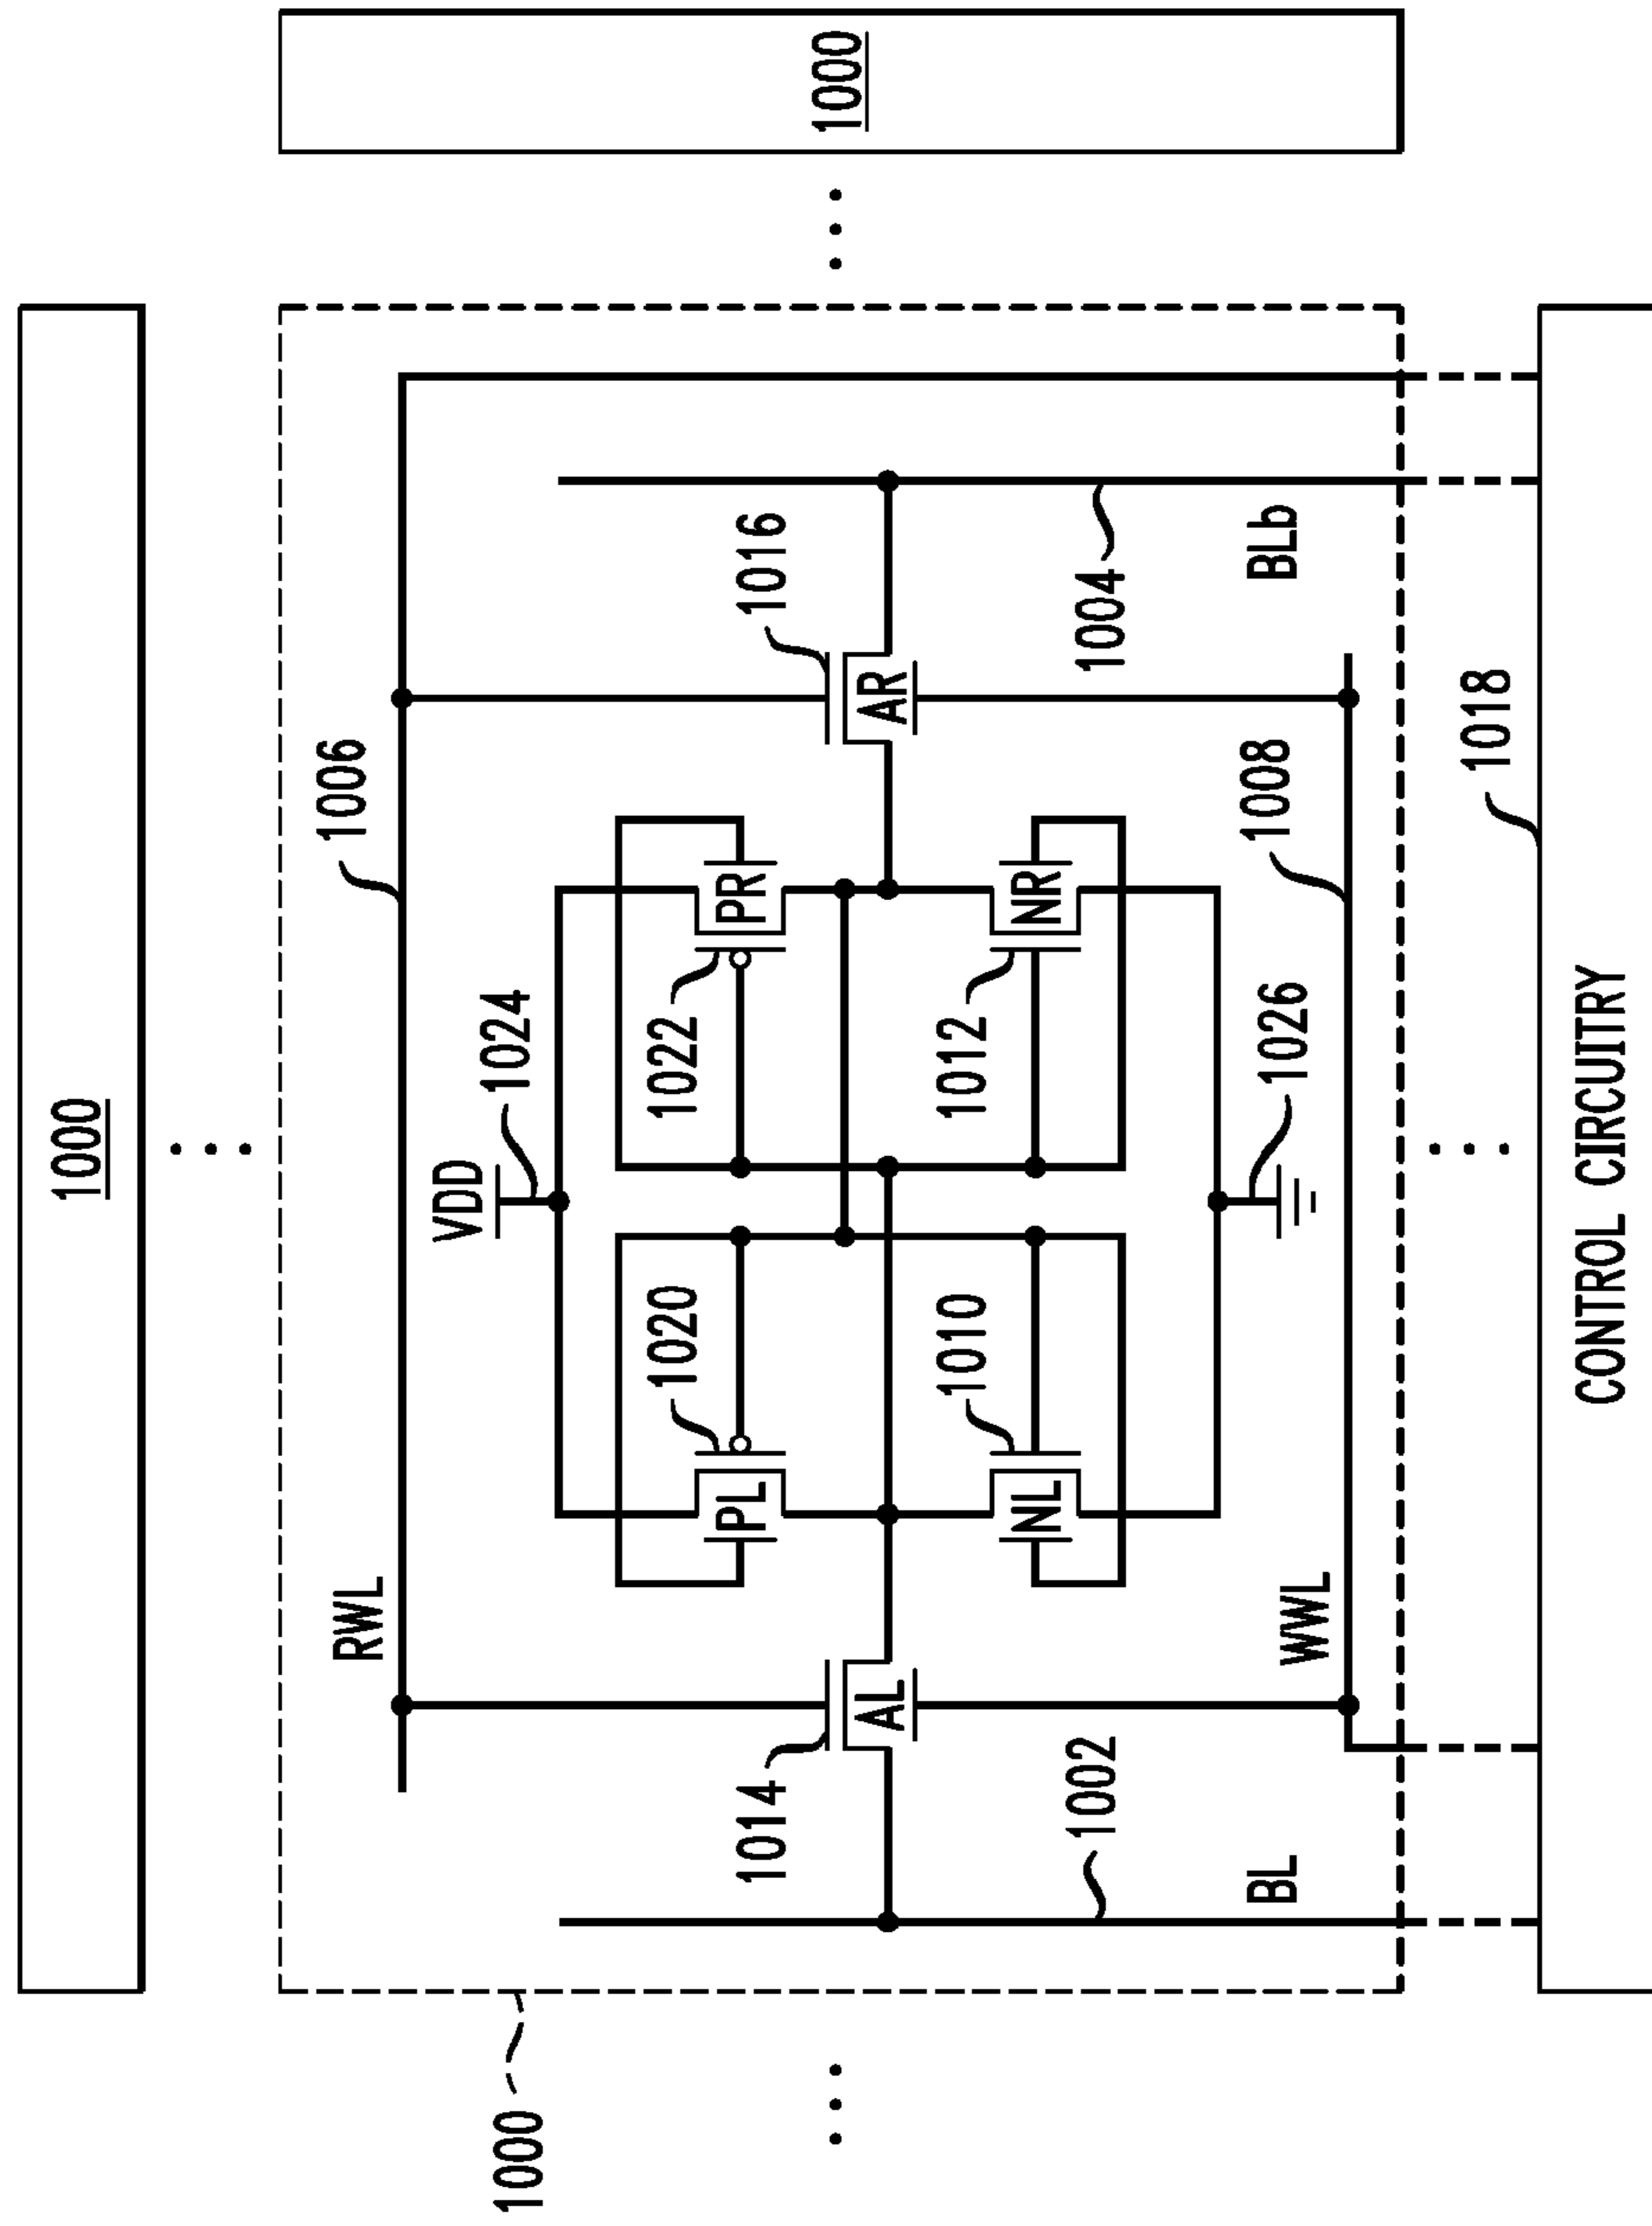 1000
1000
1000
RWL
1006
VDD
1024
1020
1022
PL
PR
1014
1016
AL
AR
1010
1012
NL
NR
1002
1004
BL
BLb
1026
WWL
1008
1018
CONTROL CIRCUITRY